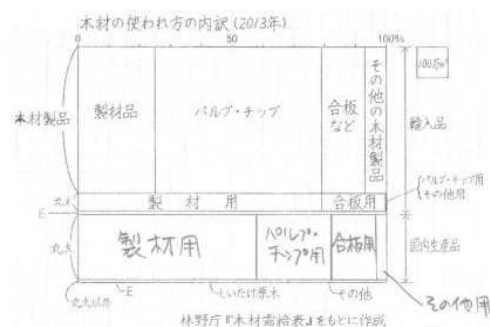 木材の使われ方の内訳(2013年)
0 50 100%
100万m³
木材製品
製材品
パルプ・チップ
合板など
その他の木材製品
輸入品
丸太
製材用
合板用
パルプ・チップ用
その他用
丸太
製材用
パルプ・チップ用
合板用
国内生産品
丸太以外
しいたけ原木
その他
その他用
林野庁『木材需給表』をもとに作成